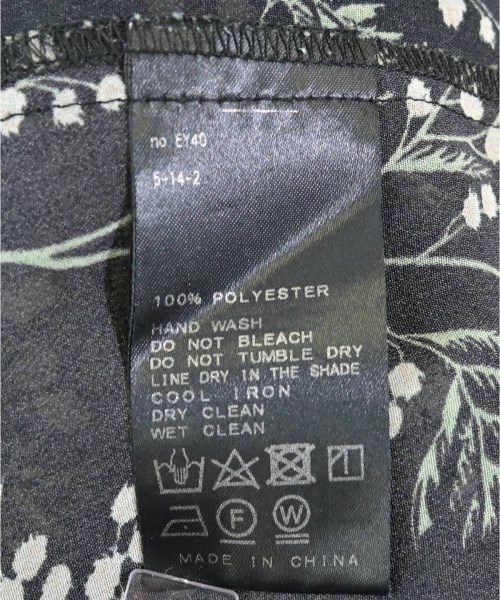 no EY40
5-14-2
100% POLYESTER
HAND WASH
DO NOT BLEACH
DO NOT TUMBLE DRY
LINE DRY IN THE SHADE
COOL IRON
DRY CLEAN
WET CLEAN
F W
MADE IN CHINA